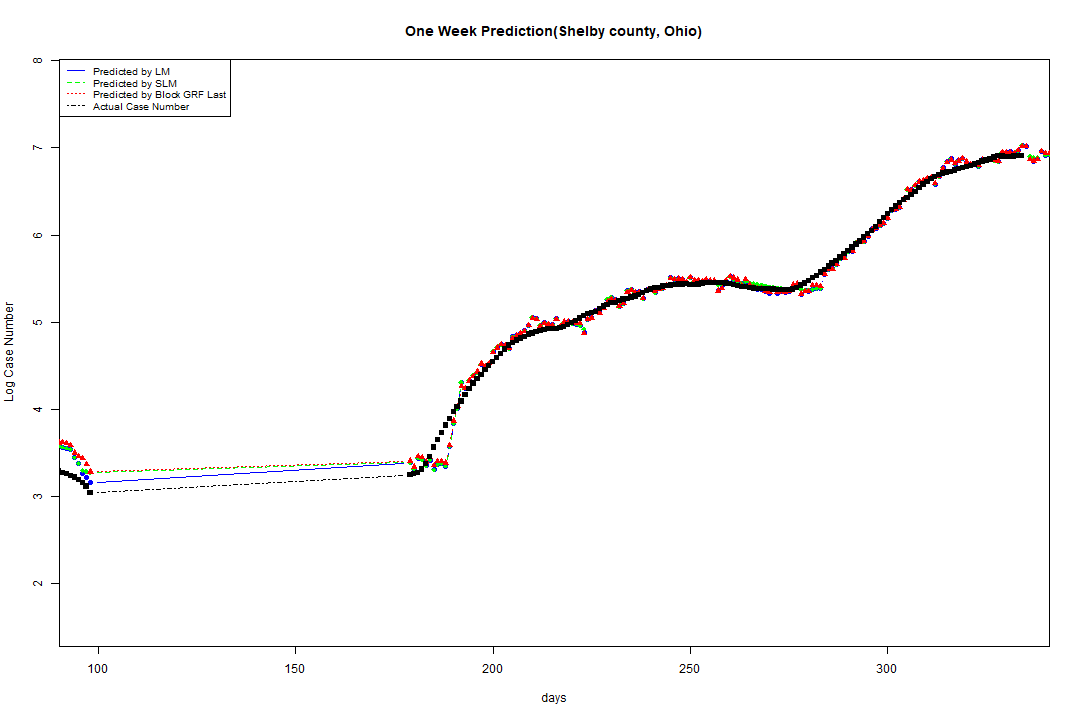 One Week Prediction(Shelby county, Ohio)
Predicted by LM
Predicted by SLM
Predicted by Block GRF Last
Actual Case Number
8
7
6
5
4
3
2
Log Case Number
100 150 200 250 300
days